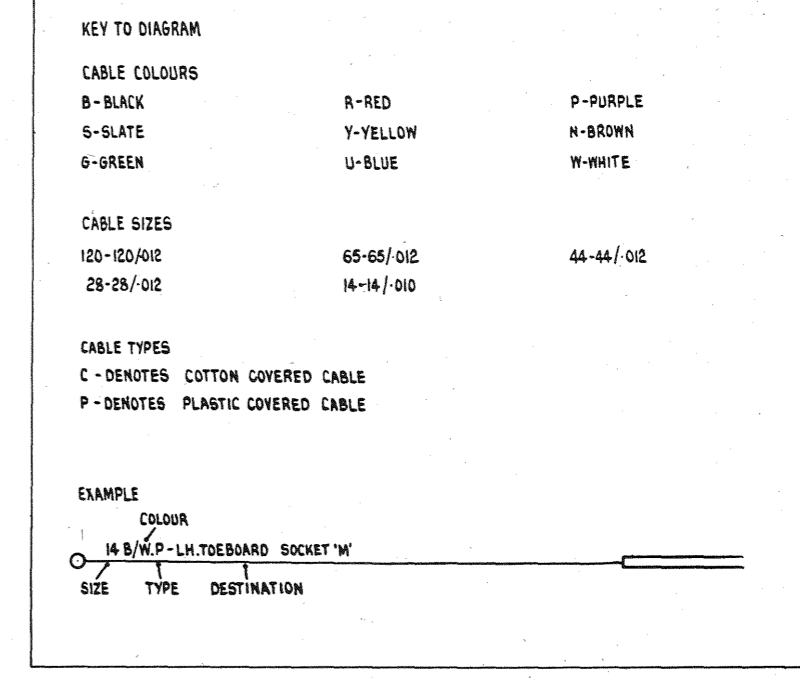 KEY TO DIAGRAM
CABLE COLOURS
B-BLACK R-RED P-PURPLE
S-SLATE Y-YELLOW N-BROWN
G-GREEN U-BLUE W-WHITE
CABLE SIZES
120-120/012 65-65/·012 44-44/·012
28-28/·012 14-14/·010
CABLE TYPES
C - DENOTES COTTON COVERED CABLE
P - DENOTES PLASTIC COVERED CABLE
EXAMPLE
COLOUR
14 B/W.P-LH.TOEBOARD SOCKET 'M'
SIZE TYPE DESTINATION